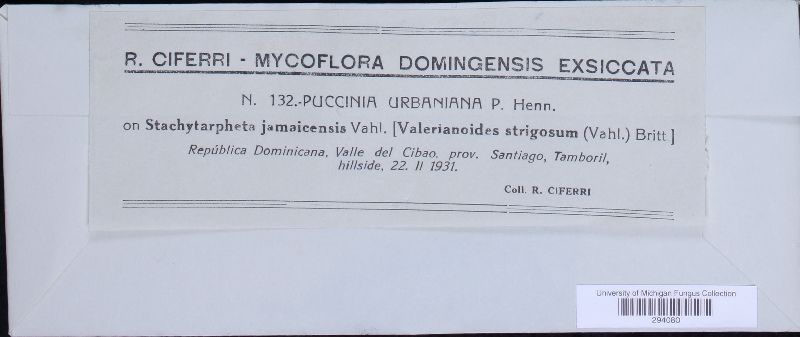 R. CIFERRI - MYCOFLORA DOMINGENSIS EXSICCATA
N. 132.-PUCCINIA URBANIANA P. Henn.
on Stachytarpheta jamaicensis Vahl. [Valerianoides strigosum (Vahl.) Britt]
República Dominicana, Valle del Cibao, prov. Santiago, Tamboril,
hillside, 22. II 1931.
Coll. R. CIFERRI
University of Michigan Fungus Collection
294080